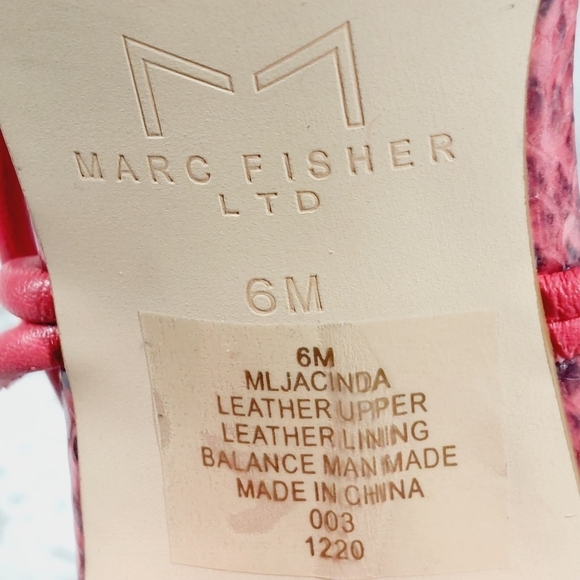 MARC FISHER
LTD
6M
6M
MLJACINDA
LEATHER UPPER
LEATHER LINING
BALANCE MAN MADE
MADE IN CHINA
003
1220